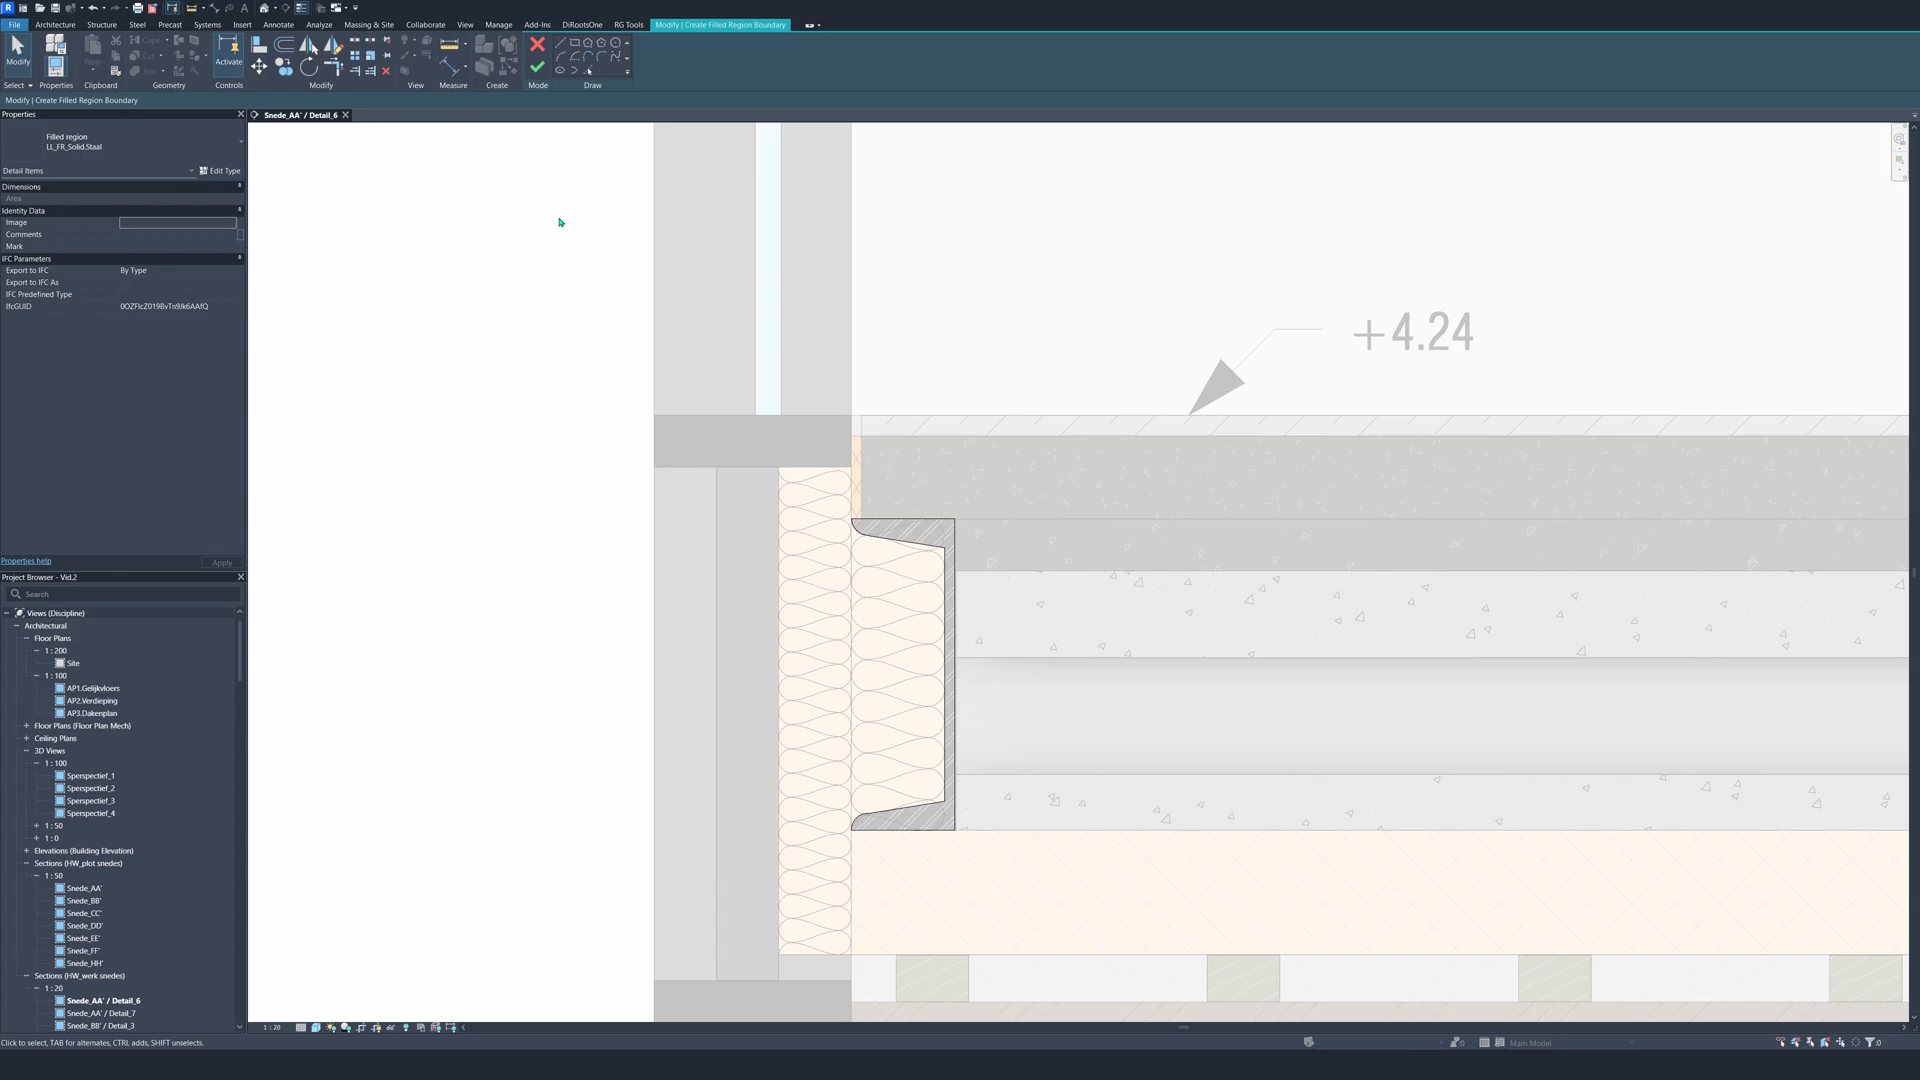 File Architecture Structure Steel Precast Systems Insert Annotate Analyze Massing & Site Collaborate View Manage Add-Ins DiRootsOne RG Tools Modify | Create Filled Region Boundary
Modify
Cope
Cut
Join
Paste
Activate
Select Properties Clipboard Geometry Controls Modify View Measure Create Mode Draw
Modify | Create Filled Region Boundary
Properties
Snede_AA' / Detail_6
Filled region
LL_FR_Solid.Staal
Detail Items
Edit Type
Dimensions
Area
Identity Data
Image
Comments
Mark
IFC Parameters
Export to IFC By Type
Export to IFC As
IFC Predefined Type
IfcGUID
+4.24
Properties help
Apply
Project Browser - Vid.2
Search
Views (Discipline)
Architectural
Floor Plans
1 : 200
Site
1 : 100
AP1.Gelijkvloers
AP2.Verdieping
AP3.Dakenplan
Floor Plans (Floor Plan Mech)
Ceiling Plans
3D Views
1 : 100
Sperspectief_1
Sperspectief_2
Sperspectief_3
Sperspectief_4
1 : 50
1 : 0
Elevations (Building Elevation)
Sections (HW_plot snedes)
1 : 50
Snede_AA'
Snede_BB'
Snede_CC'
Snede_DD'
Snede_EE'
Snede_FF'
Snede_HH'
Sections (HW_werk snedes)
1 : 20
Snede_AA' / Detail_6
Snede_AA' / Detail_7
Snede_BB' / Detail_3
1 : 20
Click to select, TAB for alternates, CTRL adds, SHIFT unselects.
:0
Main Model
:0